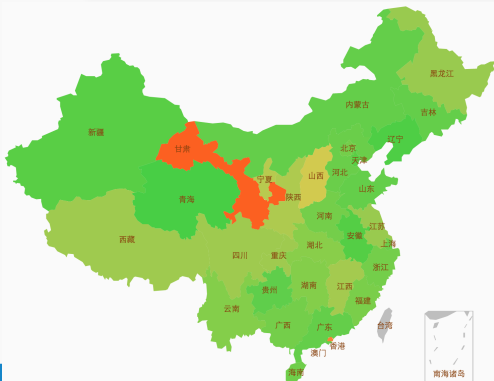 黑龙江
内蒙古
吉林
新疆
辽宁
北京
甘肃
天津
河北
宁夏
山西
山东
陕西
青海
河南
江苏
安徽
西藏
上海
湖北
四川
重庆
浙江
湖南
江西
贵州
福建
云南
广西
广东
台湾
香港
澳门
海南
南海诸岛